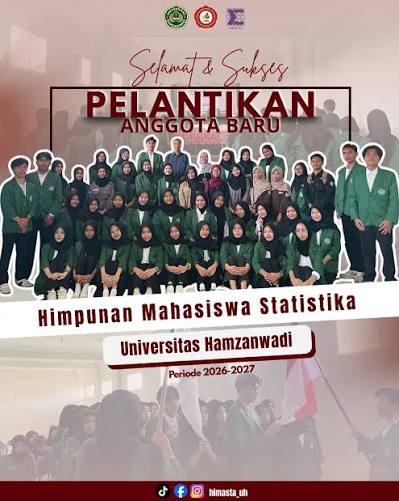 Selamat & Sukses
PELANTIKAN
ANGGOTA BARU
Himpunan Mahasiswa Statistika
Universitas Hamzanwadi
Periode 2026-2027
himasta_uh